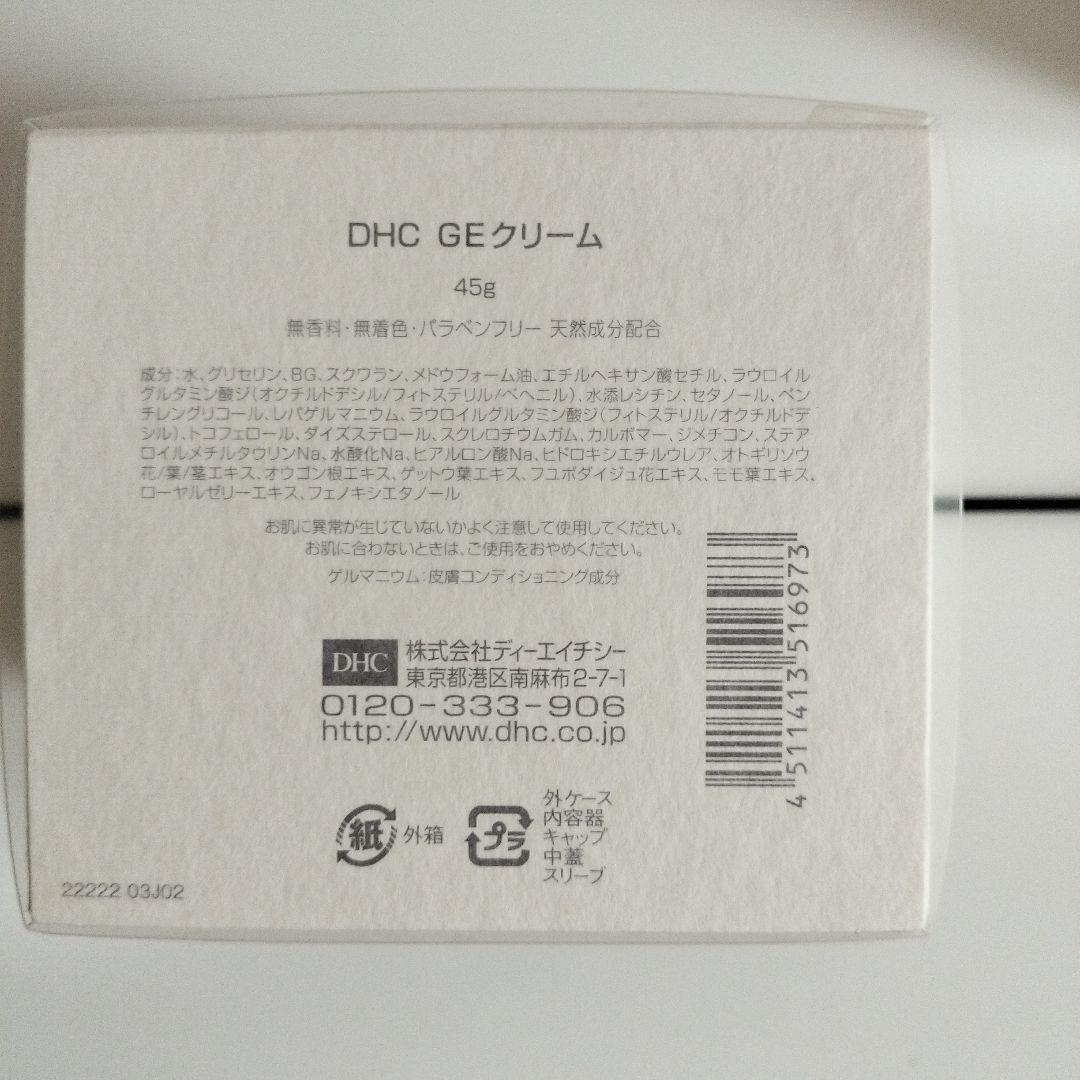 DHC GEクリーム
45g
無香料・無着色・パラベンフリー 天然成分配合
成分：水、グリセリン、BG、スクワラン、メドウフォーム油、エチルヘキサン酸セチル、ラウロイル
グルタミン酸ジ(オクチルドデシル/フィトステリル/ベヘニル)、水添レシチン、セタノール、ペン
チレングリコール、レパゲルマニウム、ラウロイルグルタミン酸ジ(フィトステリル/オクチルドデ
シル)、トコフェロール、ダイズステロール、スクレロチウムガム、カルボマー、ジメチコン、ステア
ロイルメチルタウリンNa、水酸化Na、ヒアルロン酸Na、ヒドロキシエチルウレア、オトギリソウ
花/葉/茎エキス、オウゴン根エキス、ゲットウ葉エキス、フユボダイジュ花エキス、モモ葉エキス、
ローヤルゼリーエキス、フェノキシエタノール
お肌に異常が生じていないかよく注意して使用してください。
お肌に合わないときは、ご使用をおやめください。
ゲルマニウム：皮膚コンディショニング成分
DHC 株式会社ディーエイチシー
東京都港区南麻布2-7-1
0120-333-906
http://www.dhc.co.jp
4 511413 516973
紙 外箱
プラ
外ケース
内容器
キャップ
中蓋
スリーブ
22222 03J02